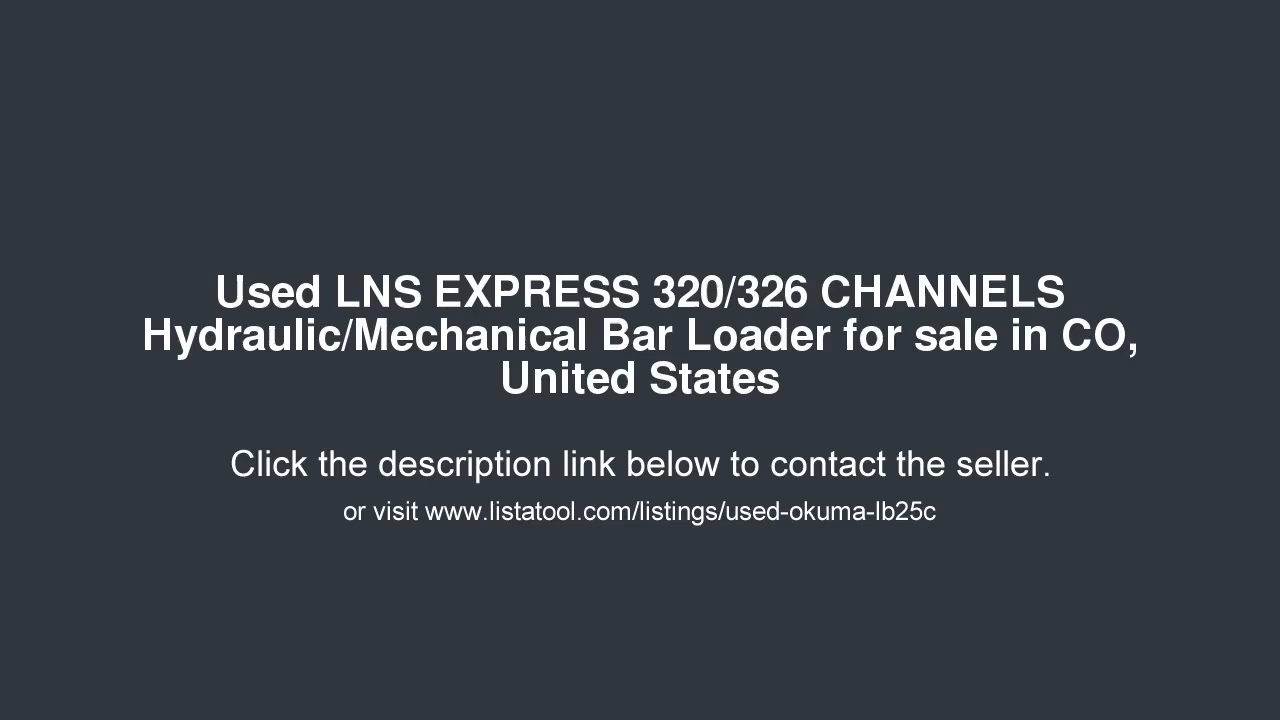 Used LNS EXPRESS 320/326 CHANNELS
Hydraulic/Mechanical Bar Loader for sale in CO,
United States
Click the description link below to contact the seller.
or visit www.listatool.com/listings/used-okuma-lb25c